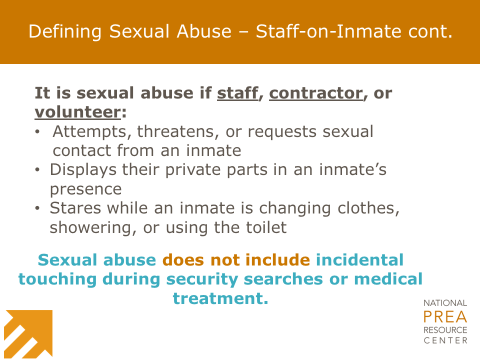 Defining Sexual Abuse – Staff-on-Inmate cont.
It is sexual abuse if staff, contractor, or
volunteer:
• Attempts, threatens, or requests sexual
contact from an inmate
• Displays their private parts in an inmate’s
presence
• Stares while an inmate is changing clothes,
showering, or using the toilet
Sexual abuse does not include incidental
touching during security searches or medical
treatment.
NATIONAL
PREA
RESOURCE
CENTER